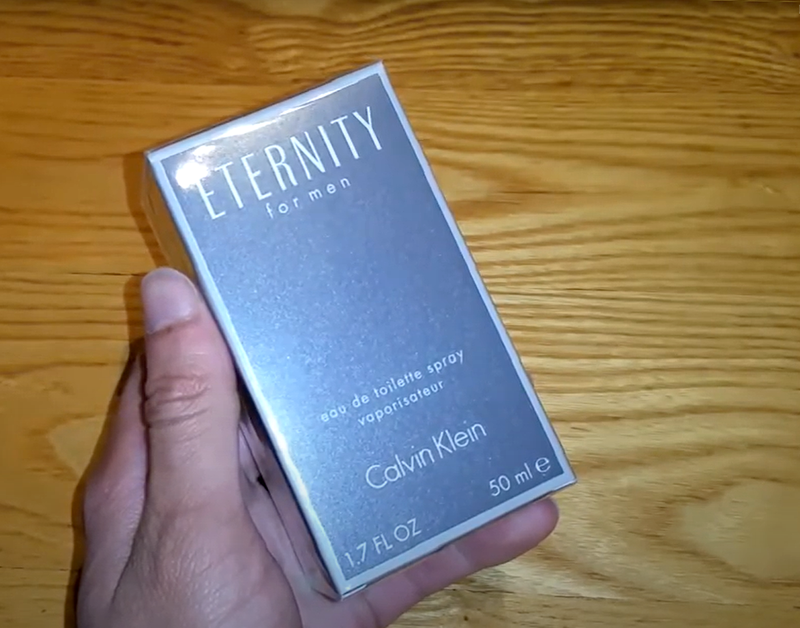 ETERNITY
for men
eau de toilette spray
vaporisateur
Calvin Klein
50 ml ℮
1.7 FL OZ